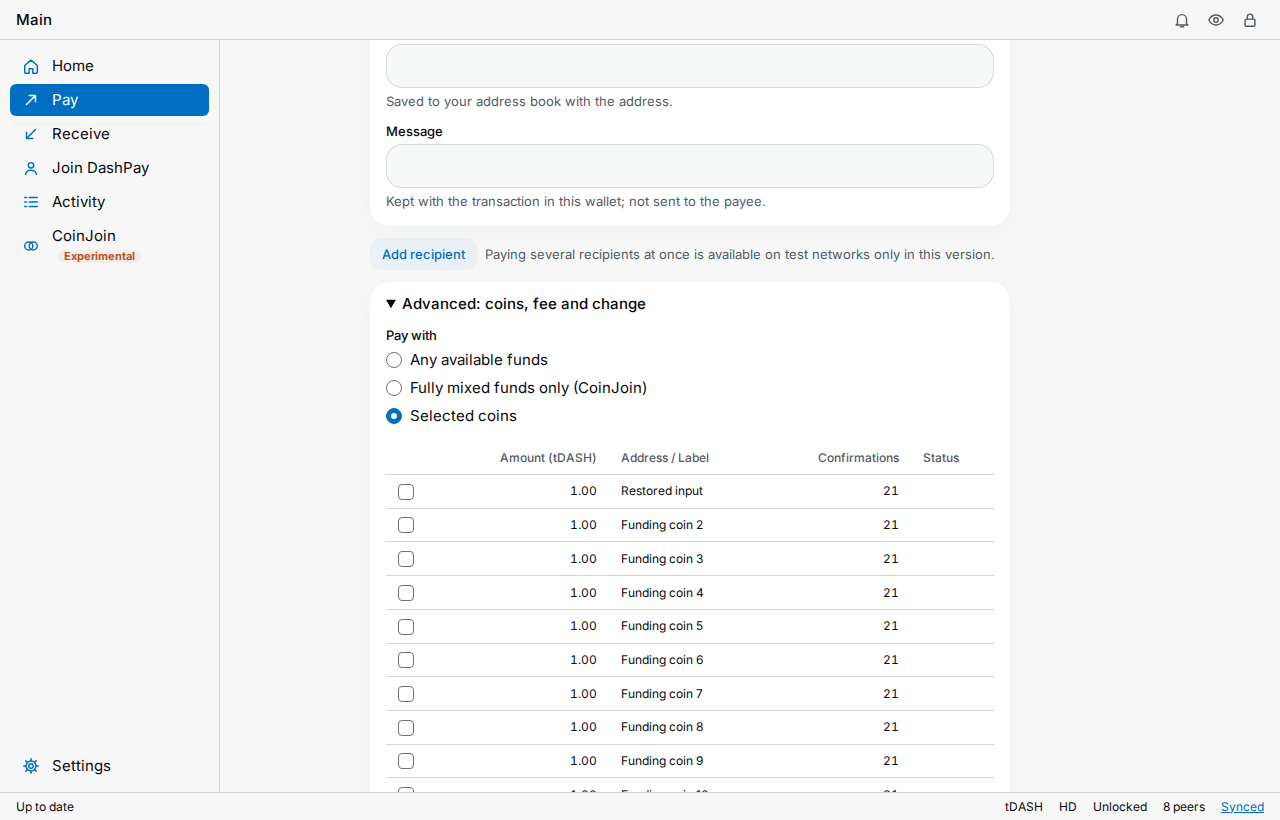 Main
Home
Pay
Receive
Join DashPay
Activity
CoinJoin
Experimental
Settings
Saved to your address book with the address.
Message
Kept with the transaction in this wallet; not sent to the payee.
Add recipient Paying several recipients at once is available on test networks only in this version.
Advanced: coins, fee and change
Pay with
Any available funds
Fully mixed funds only (CoinJoin)
Selected coins
Amount (tDASH) Address / Label Confirmations Status
1.00 Restored input 21
1.00 Funding coin 2 21
1.00 Funding coin 3 21
1.00 Funding coin 4 21
1.00 Funding coin 5 21
1.00 Funding coin 6 21
1.00 Funding coin 7 21
1.00 Funding coin 8 21
1.00 Funding coin 9 21
Up to date tDASH HD Unlocked 8 peers Synced